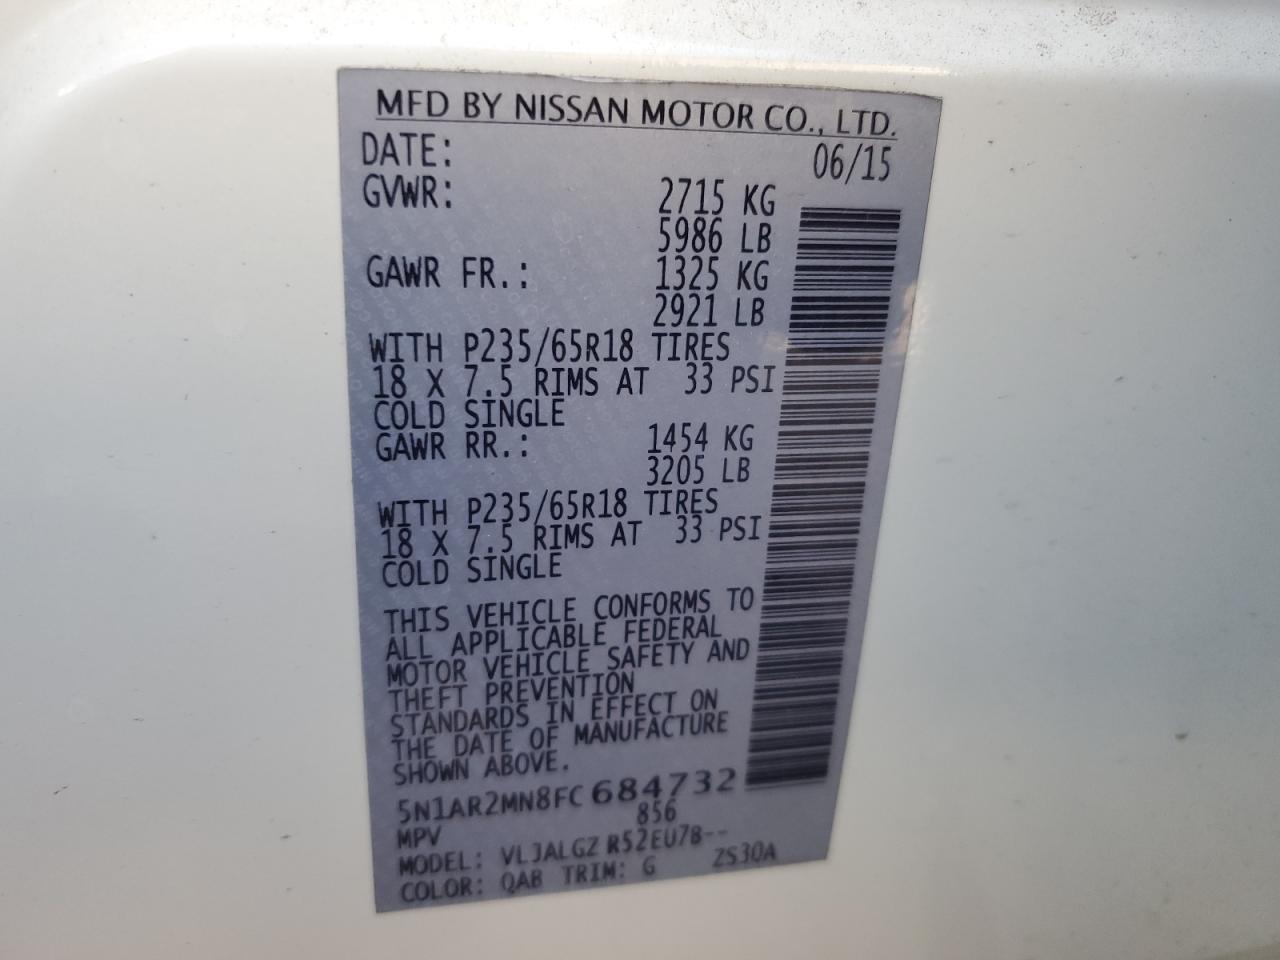 MFD BY NISSAN MOTOR CO., LTD.
DATE: 06/15
GVWR: 2715 KG
5986 LB
GAWR FR.: 1325 KG
2921 LB
WITH P235/65R18 TIRES
18 X 7.5 RIMS AT 33 PSI
COLD SINGLE
GAWR RR.: 1454 KG
3205 LB
WITH P235/65R18 TIRES
18 X 7.5 RIMS AT 33 PSI
COLD SINGLE
THIS VEHICLE CONFORMS TO
ALL APPLICABLE FEDERAL
MOTOR VEHICLE SAFETY AND
THEFT PREVENTION
STANDARDS IN EFFECT ON
THE DATE OF MANUFACTURE
SHOWN ABOVE.
5N1AR2MN8FC684732
MPV 856
MODEL: VLJALGZ R52EU7B--
COLOR: QAB TRIM: G ZS30A